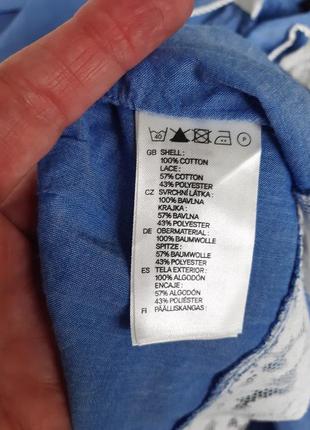 40 P
GB SHELL :
100% COTTON
LACE :
57% COTTON
43% POLYESTER
CZ SVRCHNÍ LÁTKA :
100% BAVLNA
KRAJKA :
57% BAVLNA
43% POLYESTER
DE OBERMATERIAL :
100% BAUMWOLLE
SPITZE :
57% BAUMWOLLE
43% POLYESTER
ES TELA EXTERIOR :
100% ALGODÓN
ENCAJE :
57% ALGODÓN
43% POLIÉSTER
FI PÄÄLLISKANGAS :